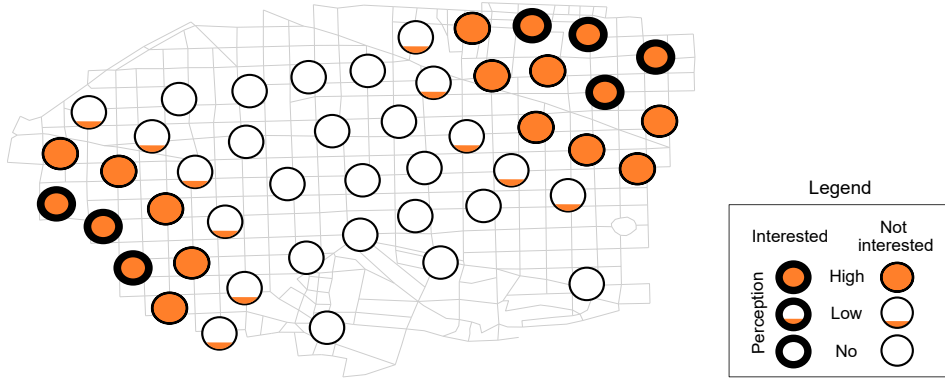 Legend
Interested
Not
interested
Perception
High
Low
No